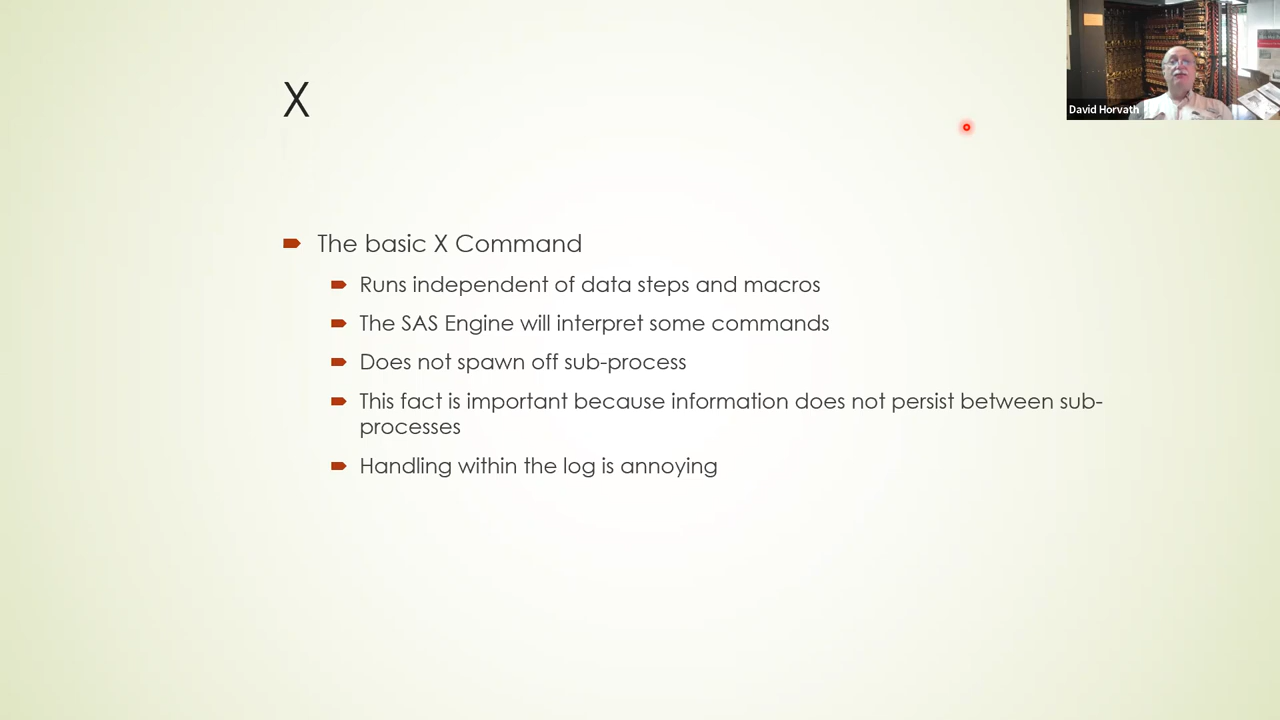 X
David Horvath
The basic X Command
Runs independent of data steps and macros
The SAS Engine will interpret some commands
Does not spawn off sub-process
This fact is important because information does not persist between sub-
processes
Handling within the log is annoying